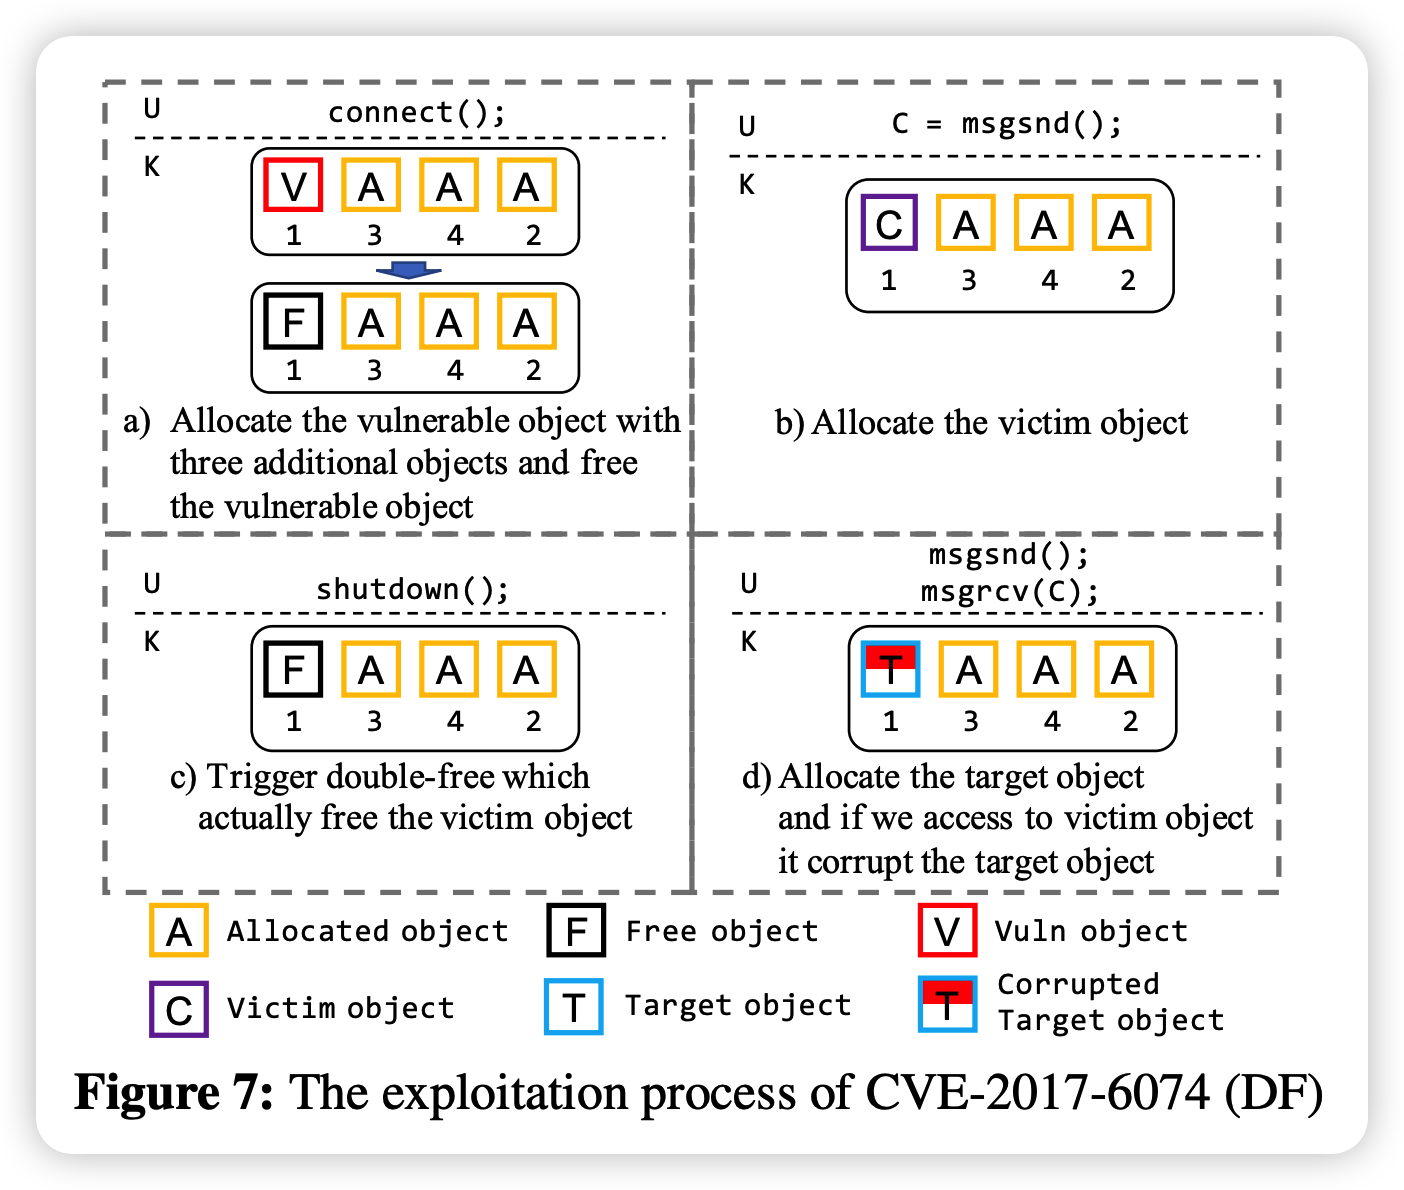 U connect();
K
V A A A
1 3 4 2
F A A A
1 3 4 2
a) Allocate the vulnerable object with
three additional objects and free
the vulnerable object
U C = msgsnd();
K
C A A A
1 3 4 2
b) Allocate the victim object
U shutdown();
K
F A A A
1 3 4 2
c) Trigger double-free which
actually free the victim object
msgsnd();
U msgrcv(C);
K
T A A A
1 3 4 2
d) Allocate the target object
and if we access to victim object
it corrupt the target object
A Allocated object F Free object V Vuln object
C Victim object T Target object T Corrupted
Target object
Figure 7: The exploitation process of CVE-2017-6074 (DF)